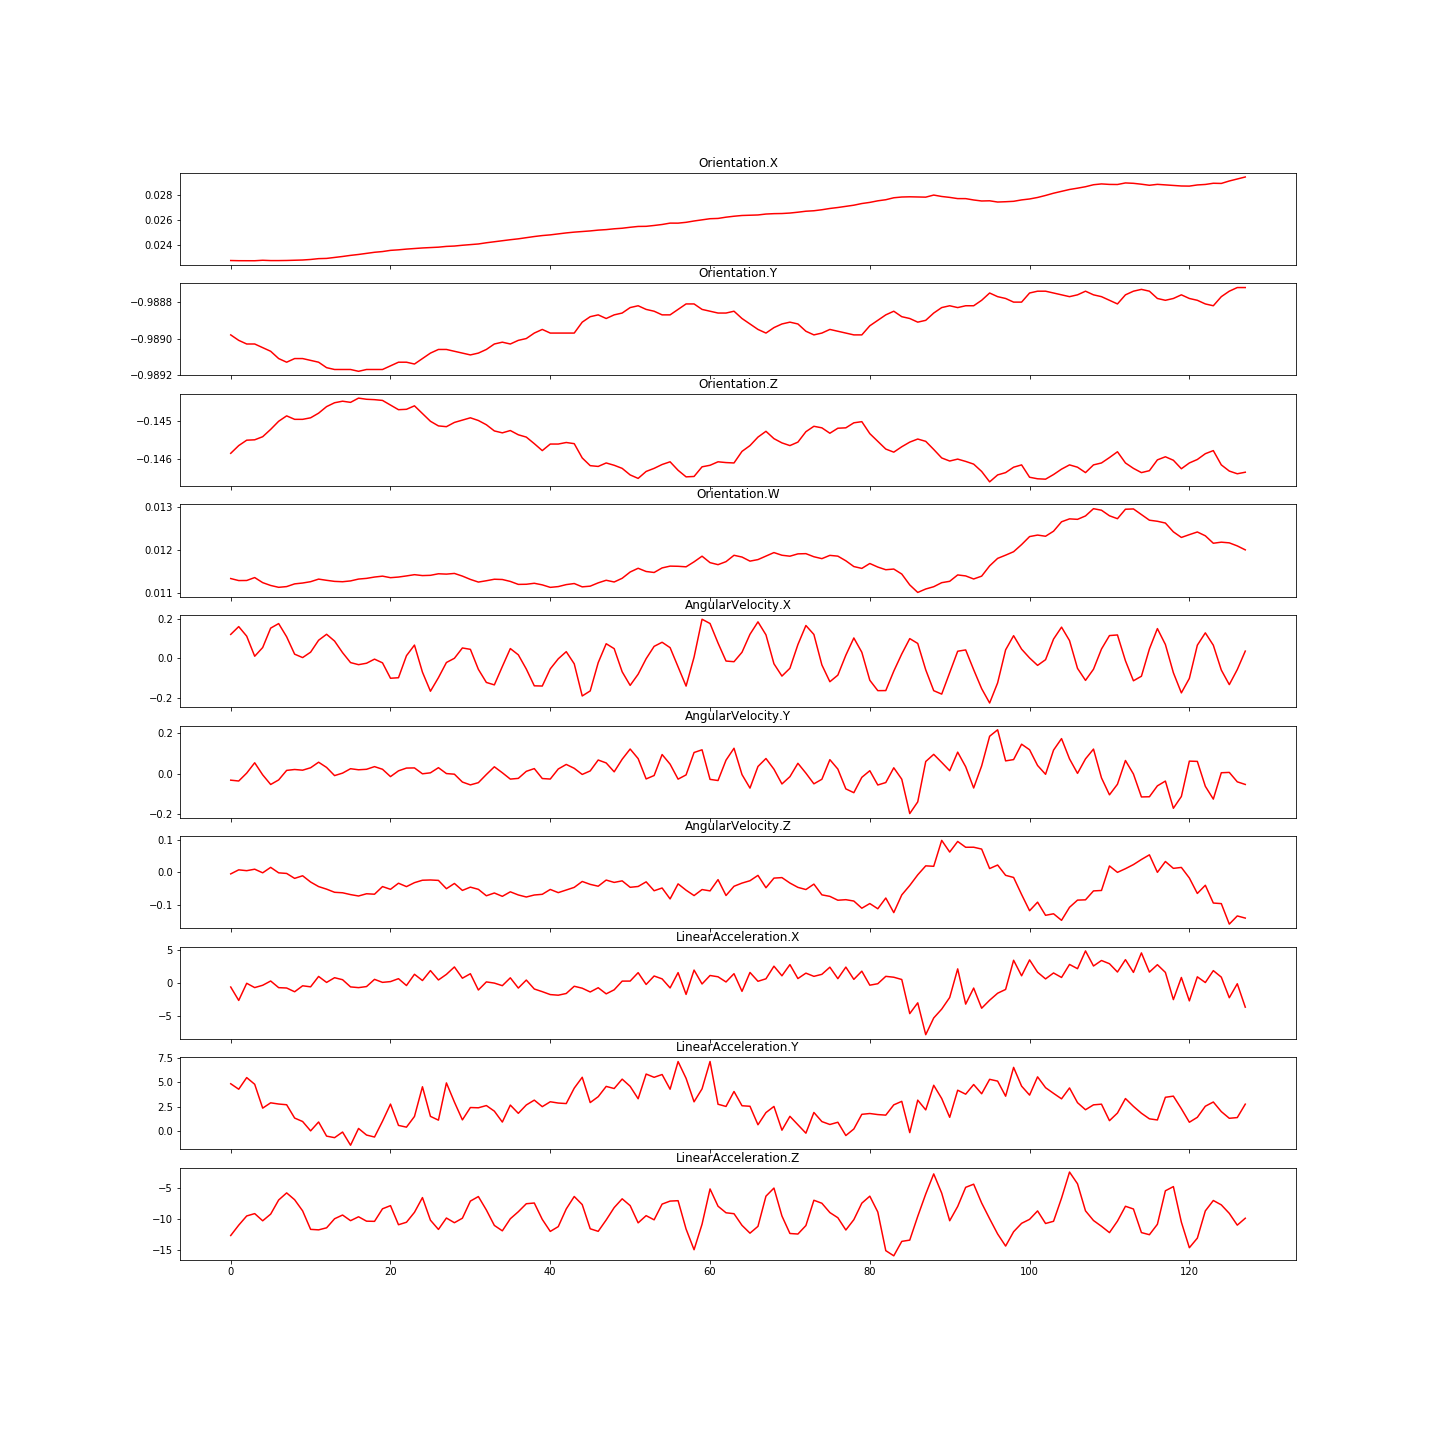 Orientation.X
0.028
0.026
0.024
Orientation.Y
−0.9888
−0.9890
−0.9892
Orientation.Z
−0.145
−0.146
Orientation.W
0.013
0.012
0.011
AngularVelocity.X
0.2
0.0
−0.2
AngularVelocity.Y
0.2
0.0
−0.2
AngularVelocity.Z
0.1
0.0
−0.1
LinearAcceleration.X
5
0
−5
LinearAcceleration.Y
7.5
5.0
2.5
0.0
LinearAcceleration.Z
−5
−10
−15
0 20 40 60 80 100 120